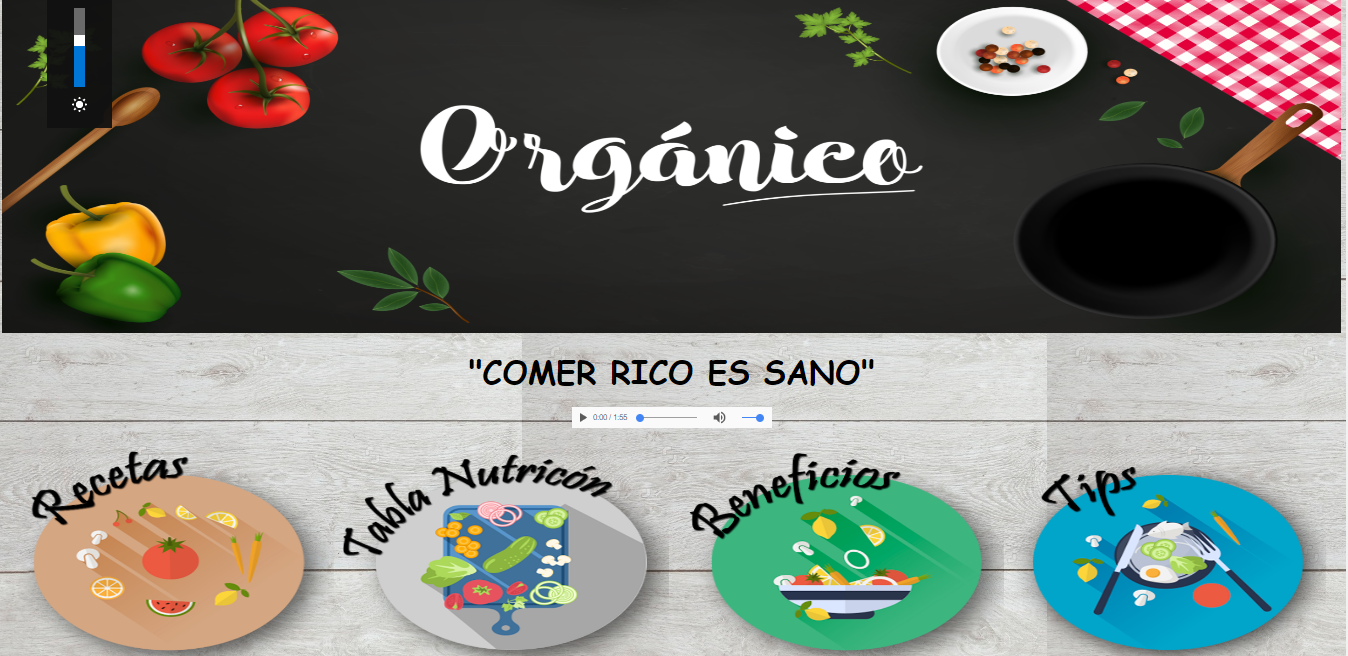 Orgánico
"COMER RICO ES SANO"
0:00 / 1:55
Recetas
Tabla Nutricón
Beneficios
Tips